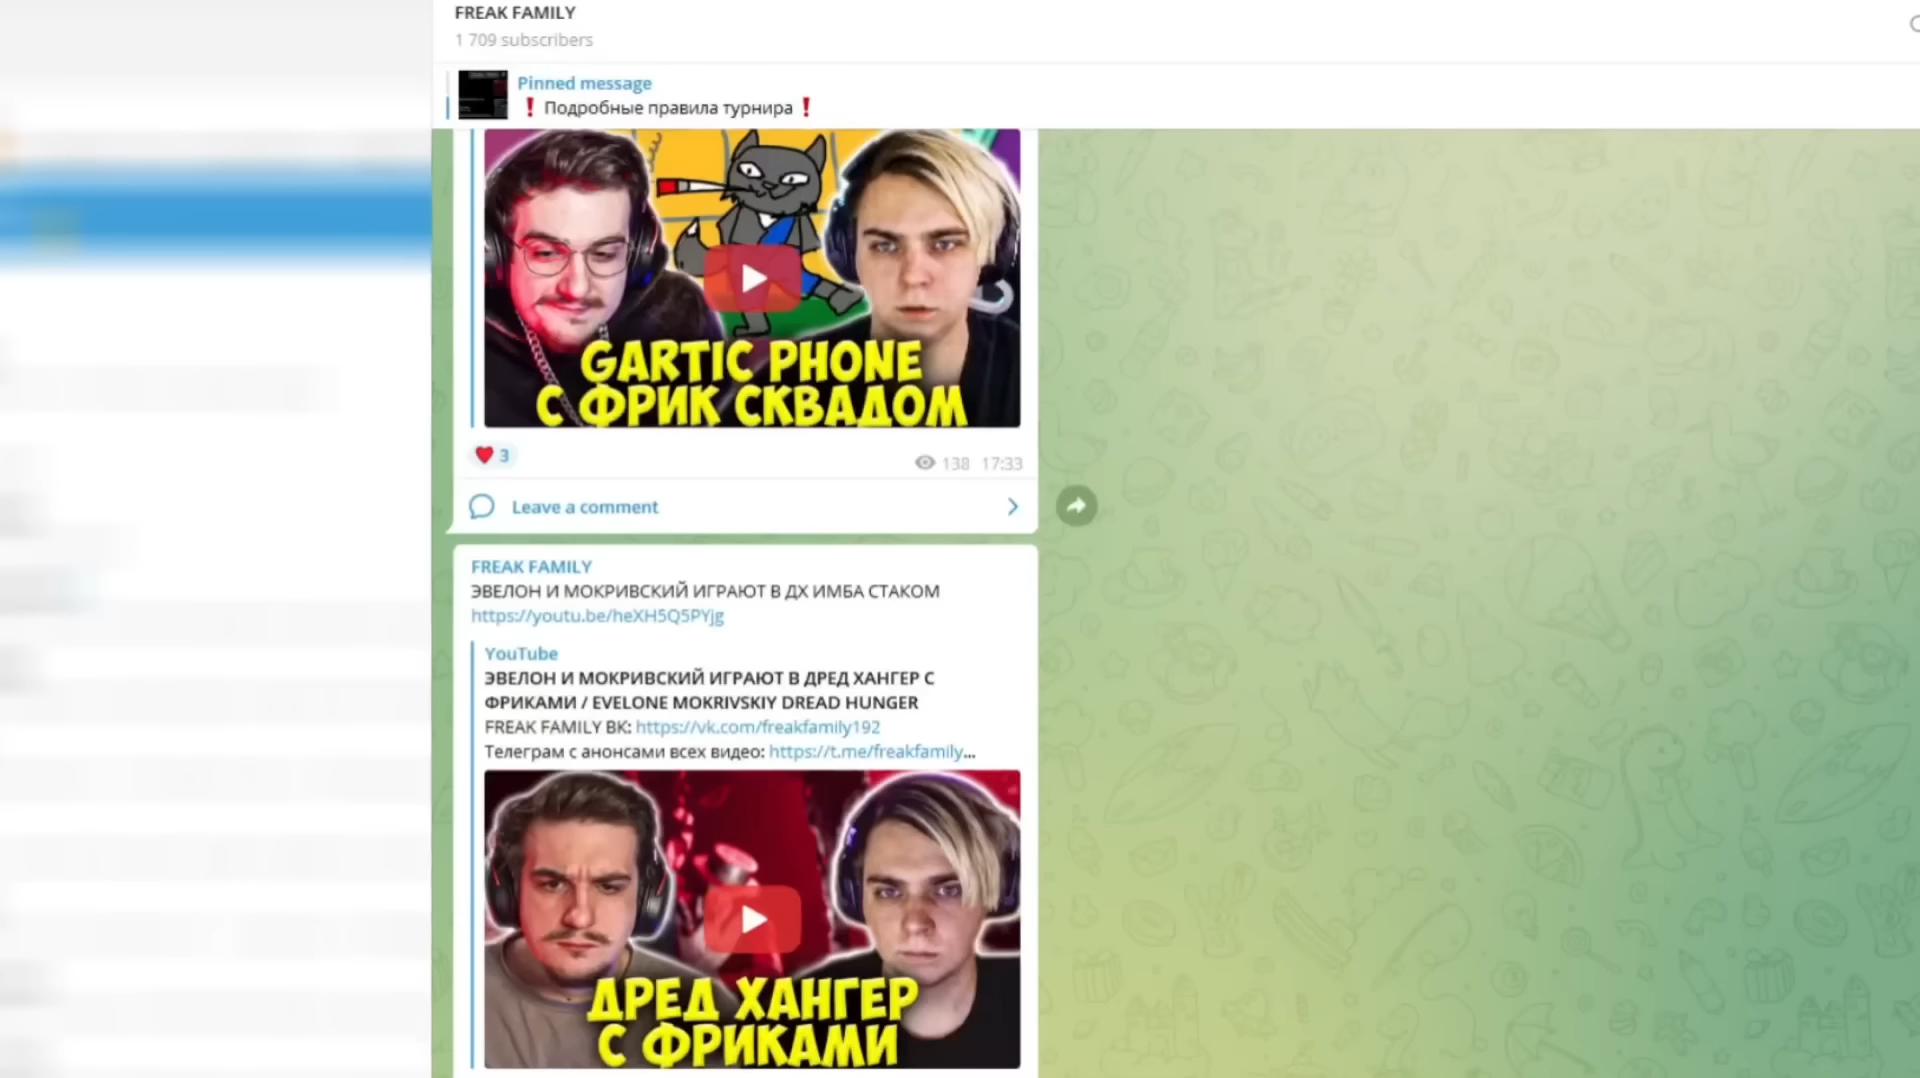 FREAK FAMILY
1 709 subscribers
Pinned message
❗ Подробные правила турнира ❗
GARTIC PHONE
С ФРИК СКВАДОМ
3
138 17:33
Leave a comment
FREAK FAMILY
ЭВЕЛОН И МОКРИВСКИЙ ИГРАЮТ В ДХ ИМБА СТАКОМ
https://youtu.be/heXH5Q5PYjg
YouTube
ЭВЕЛОН И МОКРИВСКИЙ ИГРАЮТ В ДРЕД ХАНГЕР С
ФРИКАМИ / EVELONE MOKRIVSKIY DREAD HUNGER
FREAK FAMILY ВК: https://vk.com/freakfamily192
Телеграм с анонсами всех видео: https://t.me/freakfamily...
ДРЕД ХАНГЕР
С ФРИКАМИ